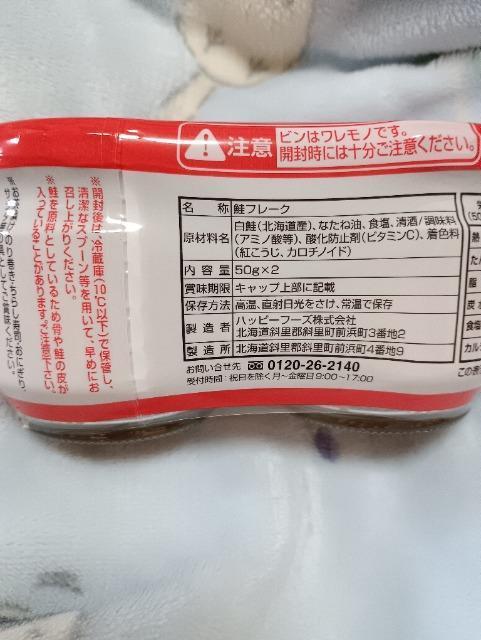 注意
ビンはワレモノです。
開封時には十分ご注意ください。
名 称 鮭フレーク
原材料名 白鮭(北海道産)、なたね油、食塩、清酒/調味料
(アミノ酸等)、酸化防止剤(ビタミンC)、着色料
(紅こうじ、カロチノイド)
内容量 50g×2
賞味期限 キャップ上部に記載
保存方法 高温、直射日光をさけ、常温で保存
製造者 ハッピーフーズ株式会社
北海道斜里郡斜里町前浜町3番地2
製造所 北海道斜里郡斜里町前浜町4番地9
お問い合せ先 0120-26-2140
受付時間:祝日を除く月~金曜日9:00~17:00
※開封後は、冷蔵庫(10℃以下)で保管し、
清潔なスプーン等を用いて、早めにお
召し上がりください。
※鮭を原料としているため骨や鮭の皮が
入っていることがあります。ご注意下さい。